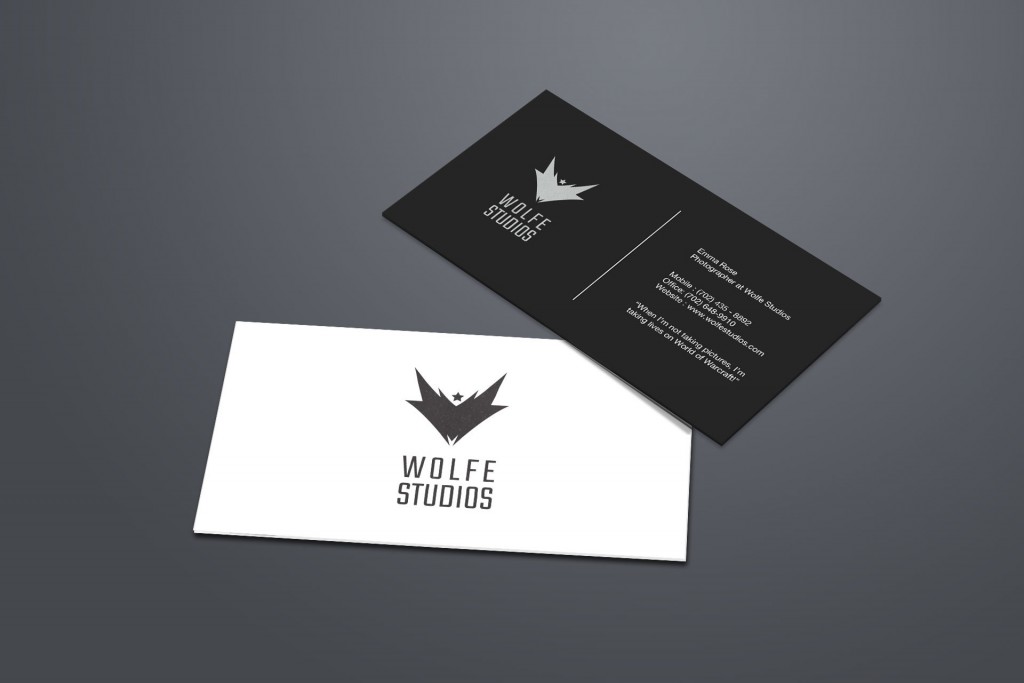 WOLFE
STUDIOS
Emma Rose
Photographer at Wolfe Studios
Mobile : (702) 435 - 8892
Office: (702) 648-9910
Website : www.wolfestudios.com
"When I'm not taking pictures, I'm
taking lives on World of Warcraft!"
WOLFE
STUDIOS